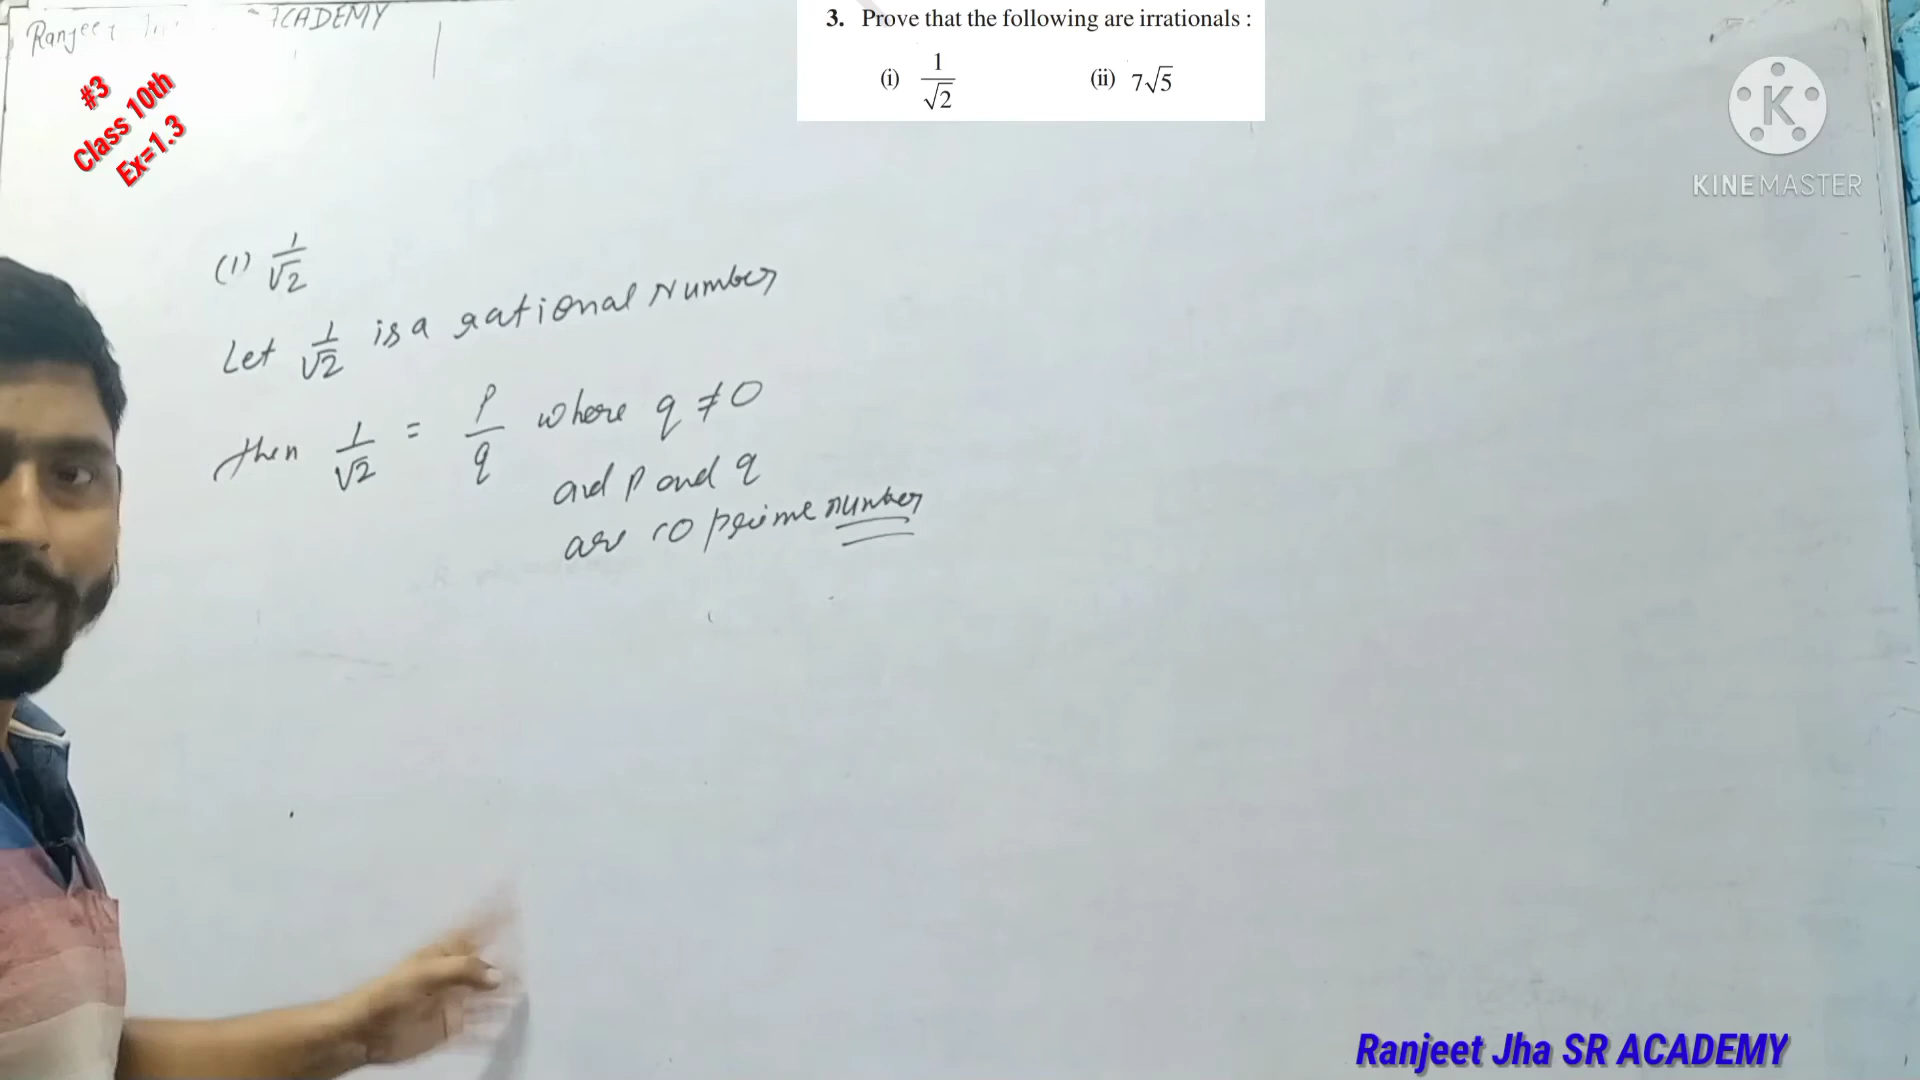 Ranjeet
ACADEMY
#3
Class 10th
Ex=1.3
3. Prove that the following are irrationals :
(i) 1/√2 (ii) 7√5
KINEMASTER
(1) 1/√2
Let 1/√2 is a rational Number
then 1/√2 = p/q where q ≠ 0
and P and q
are co prime number
Ranjeet Jha SR ACADEMY